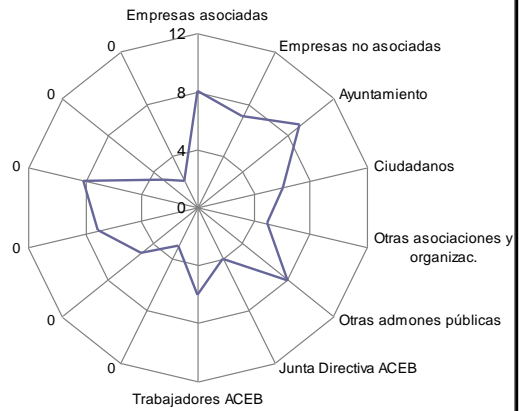 Empresas asociadas
12
0
Empresas no asociadas
0
8
Ayuntamiento
4
0
Ciudadanos
0
0
Otras asociaciones y
organizac.
0
Otras admones públicas
0
Junta Directiva ACEB
Trabajadores ACEB